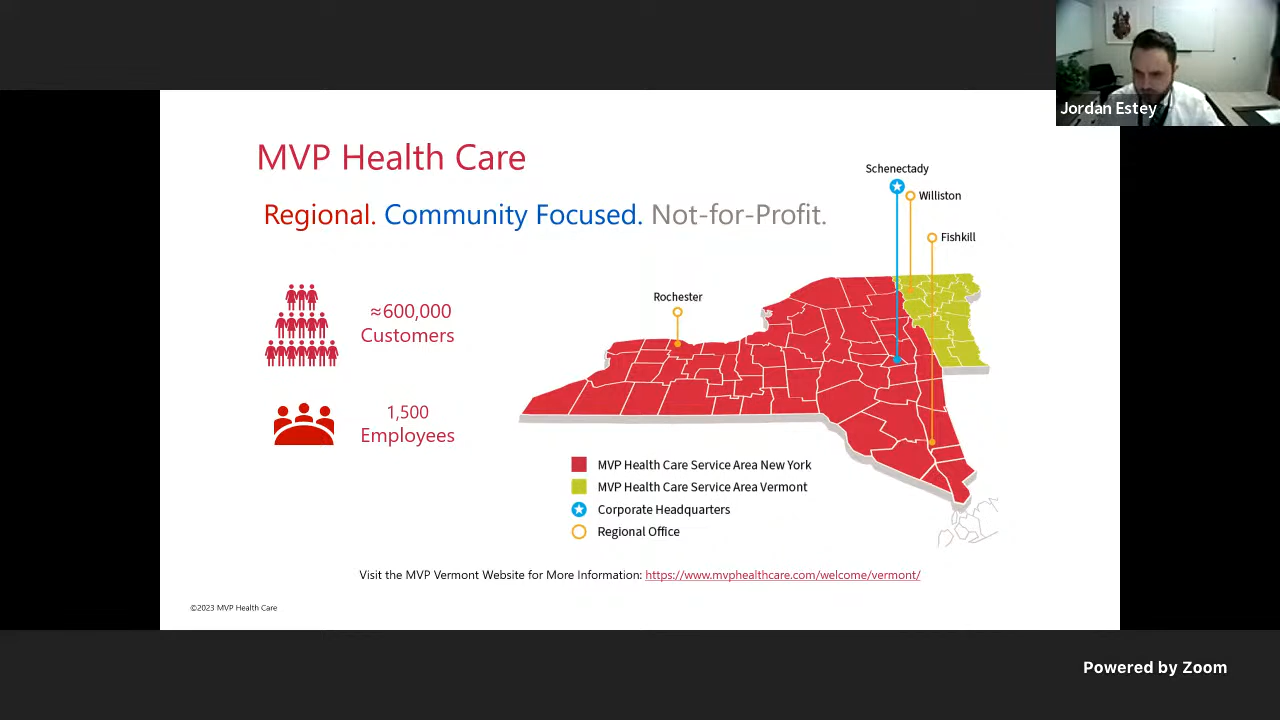 Jordan Estey
MVP Health Care
Regional. Community Focused. Not-for-Profit.
Schenectady
Williston
Fishkill
Rochester
≈600,000
Customers
1,500
Employees
MVP Health Care Service Area New York
MVP Health Care Service Area Vermont
Corporate Headquarters
Regional Office
Visit the MVP Vermont Website for More Information: https://www.mvphealthcare.com/welcome/vermont/
©2023 MVP Health Care
Powered by Zoom